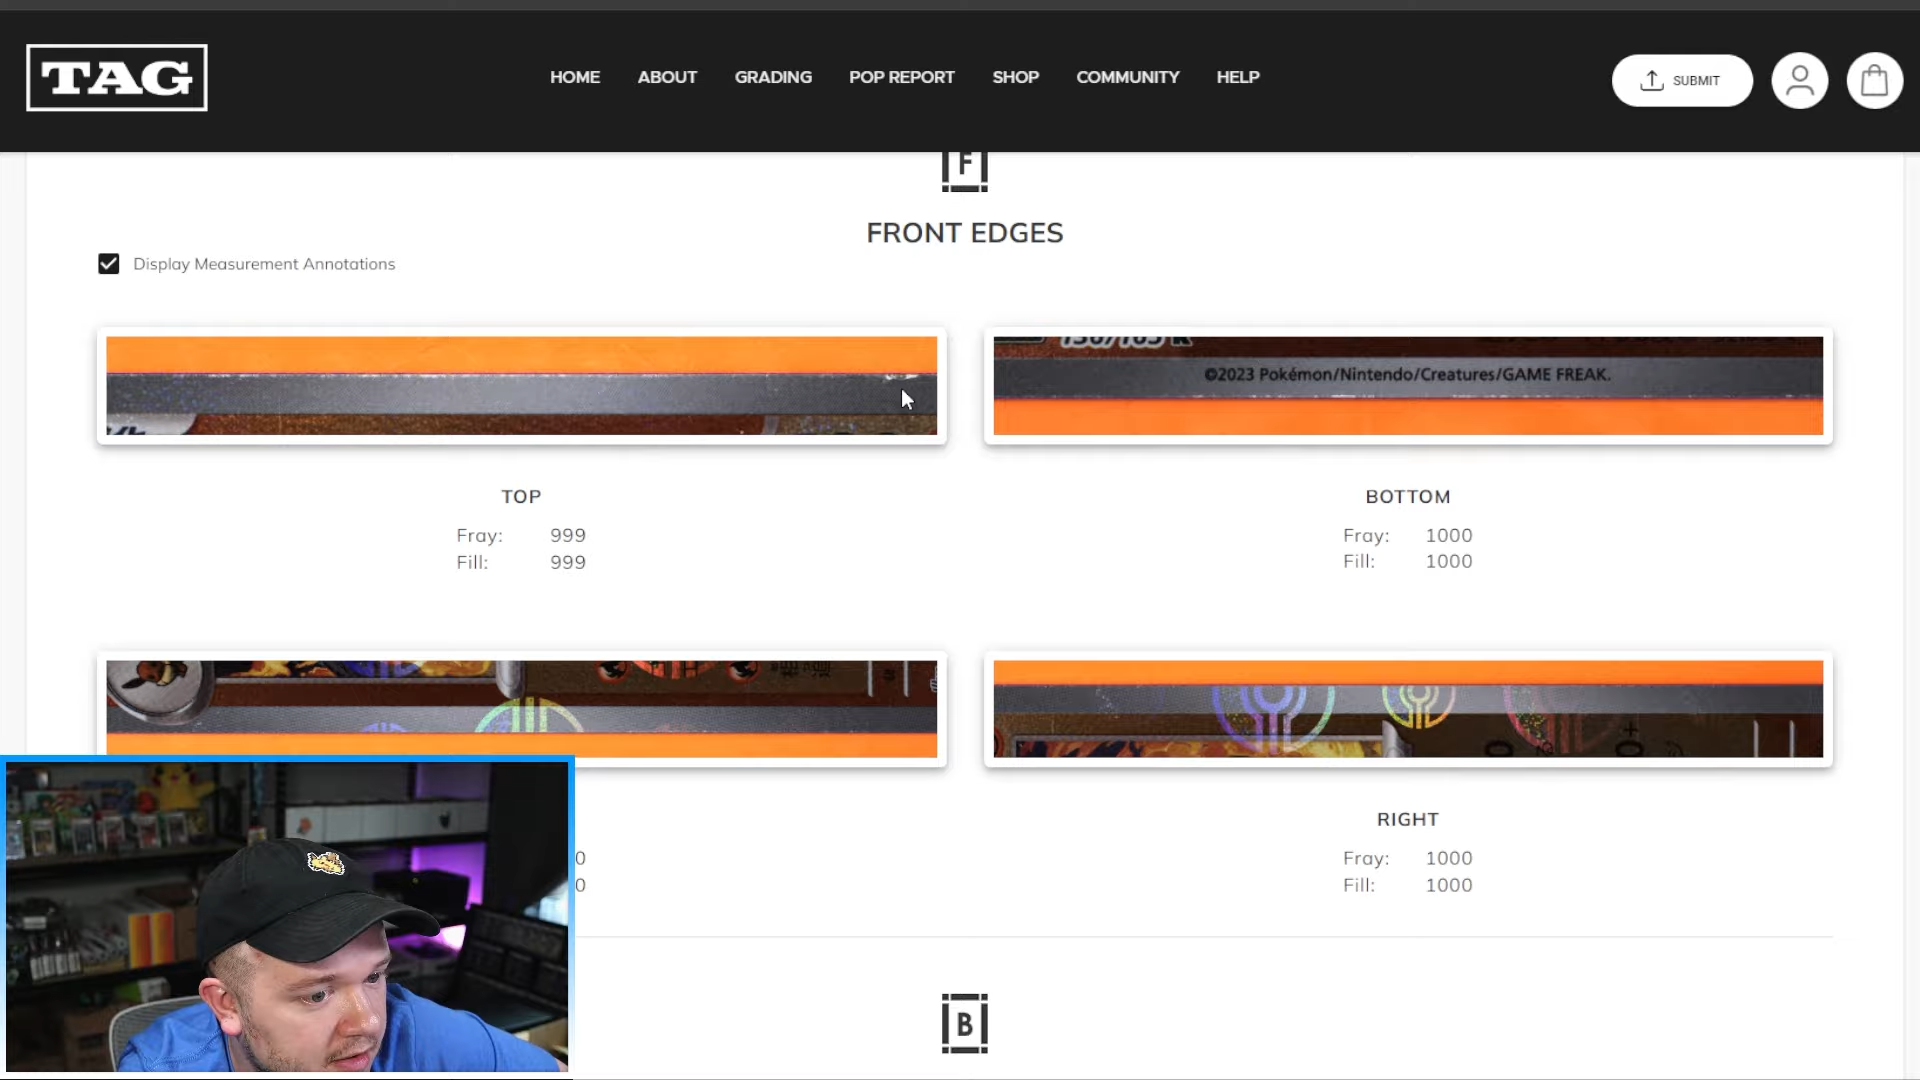 TAG
HOME ABOUT GRADING POP REPORT SHOP COMMUNITY HELP
SUBMIT
F
FRONT EDGES
Display Measurement Annotations
©2023 Pokémon/Nintendo/Creatures/GAME FREAK.
TOP
Fray: 999
Fill: 999
BOTTOM
Fray: 1000
Fill: 1000
0
0
RIGHT
Fray: 1000
Fill: 1000
B